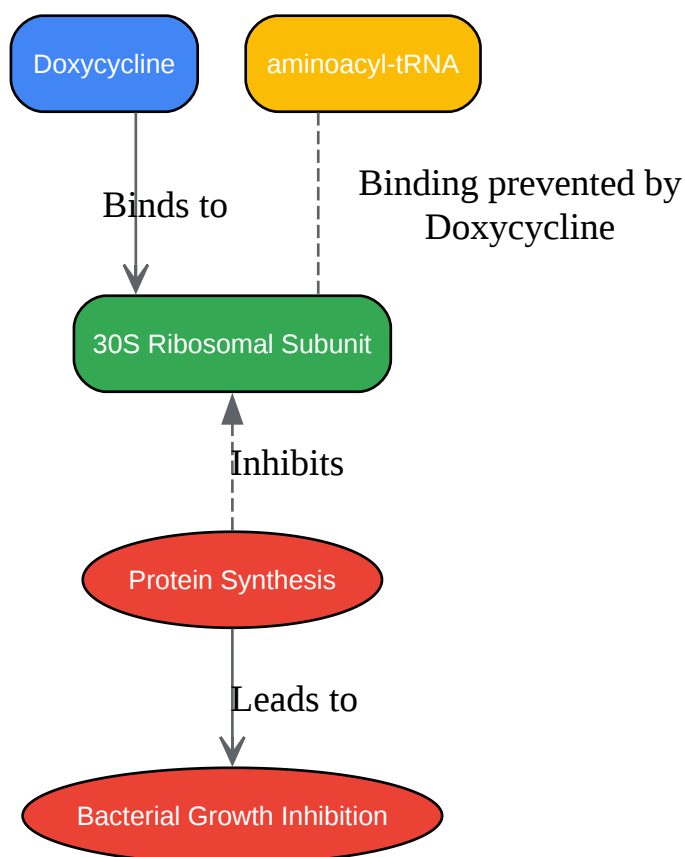 Doxycycline
aminoacyl-tRNA
Binds to
Binding prevented by
Doxycycline
30S Ribosomal Subunit
Inhibits
Protein Synthesis
Leads to
Bacterial Growth Inhibition